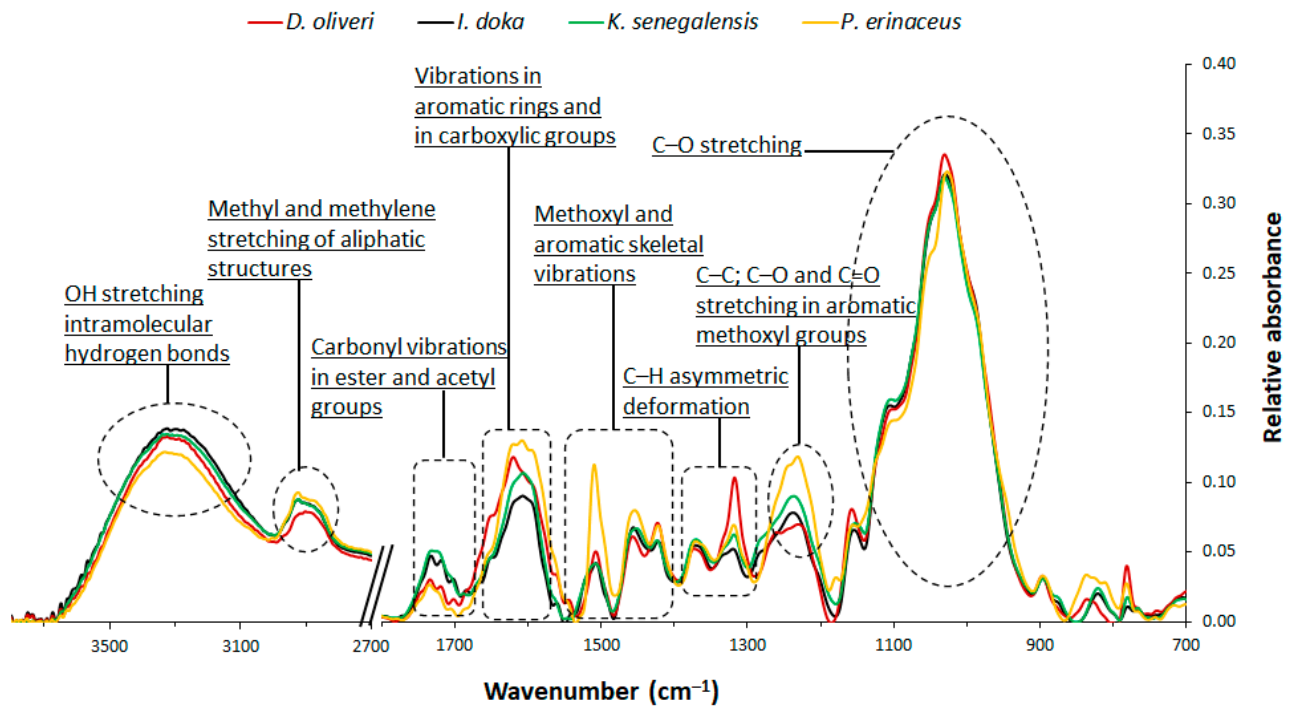 D. oliveri
I. doka
K. senegalensis
P. erinaceus
Vibrations in
aromatic rings and
in carboxylic groups
C–O stretching
Methyl and methylene
stretching of aliphatic
structures
Methoxyl and
aromatic skeletal
vibrations
C–C; C–O and C=O
stretching in aromatic
methoxyl groups
OH stretching
intramolecular
hydrogen bonds
Carbonyl vibrations
in ester and acetyl
groups
C–H asymmetric
deformation
0.40
0.35
0.30
0.25
0.20
0.15
0.10
0.05
0.00
Relative absorbance
3500
3100
2700
1700
1500
1300
1100
900
700
Wavenumber (cm⁻¹)